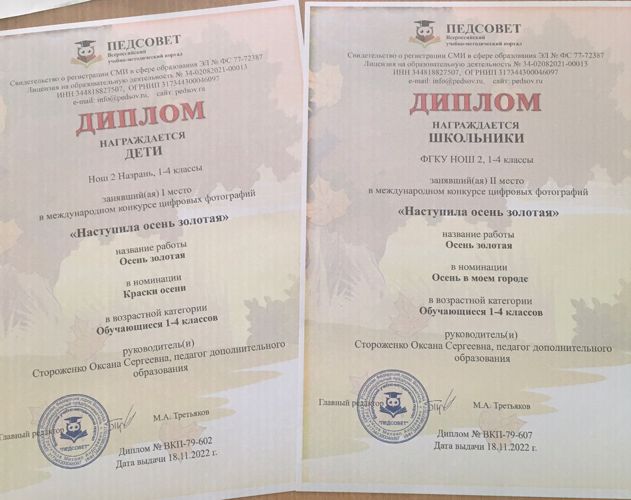 ПЕДСОВЕТ
Всероссийский
учебно-методический портал
Свидетельство о регистрации СМИ в сфере образования ЭЛ № ФС 77-72387
Лицензия на образовательную деятельность № 34-02082021-00013
ИНН 344818827507, ОГРНИП 317344300046097
e-mail: info@pedsov.ru, сайт: pedsov.ru
ДИПЛОМ
НАГРАЖДАЕТСЯ
ДЕТИ
Нош 2 Назрань, 1-4 классы
занявший(ая) I место
в международном конкурсе цифровых фотографий
«Наступила осень золотая»
название работы
Осень золотая
в номинации
Краски осени
в возрастной категории
Обучающиеся 1-4 классов
руководитель(и)
Стороженко Оксана Сергеевна, педагог дополнительного
образования
Главный редактор
М.А. Третьяков
"ПЕДСОВЕТ"
Диплом № ВКП-79-602
Дата выдачи 18.11.2022 г.
ПЕДСОВЕТ
Всероссийский
учебно-методический портал
Свидетельство о регистрации СМИ в сфере образования ЭЛ № ФС 77-72387
Лицензия на образовательную деятельность № 34-02082021-00013
ИНН 344818827507, ОГРНИП 317344300046097
e-mail: info@pedsov.ru, сайт: pedsov.ru
ДИПЛОМ
НАГРАЖДАЕТСЯ
ШКОЛЬНИКИ
ФГКУ НОШ 2, 1-4 классы
занявший(ая) II место
в международном конкурсе цифровых фотографий
«Наступила осень золотая»
название работы
Осень золотая
в номинации
Осень в моем городе
в возрастной категории
Обучающиеся 1-4 классов
руководитель(и)
Стороженко Оксана Сергеевна, педагог дополнительного
образования
Главный редактор
М.А. Третьяков
"ПЕДСОВЕТ"
Диплом № ВКП-79-607
Дата выдачи 18.11.2022 г.